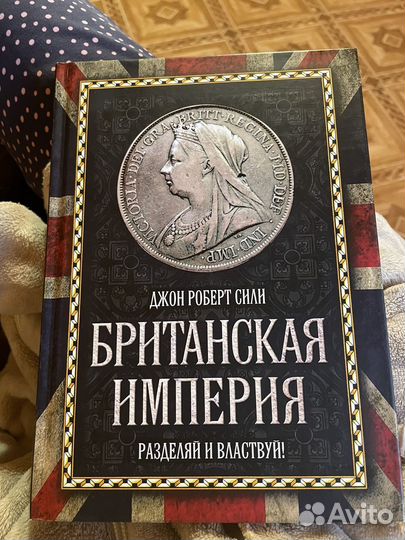 VICTORIA·DEI·GRA·BRITT·REGINA·FID·DEF·IND·IMP·
ДЖОН РОБЕРТ СИЛИ
БРИТАНСКАЯ
ИМПЕРИЯ
РАЗДЕЛЯЙ И ВЛАСТВУЙ!
Avito